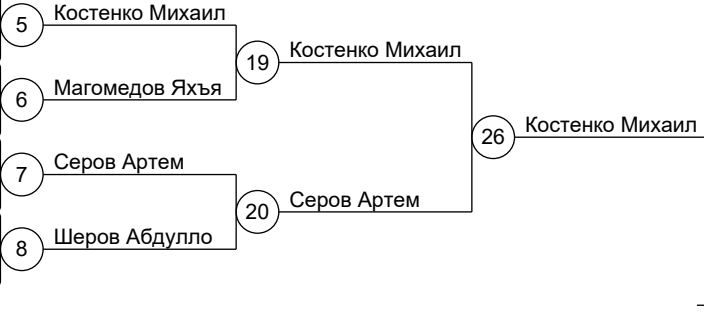 5 Костенко Михаил
19 Костенко Михаил
6 Магомедов Яхъя
26 Костенко Михаил
7 Серов Артем
20 Серов Артем
8 Шеров Абдулло